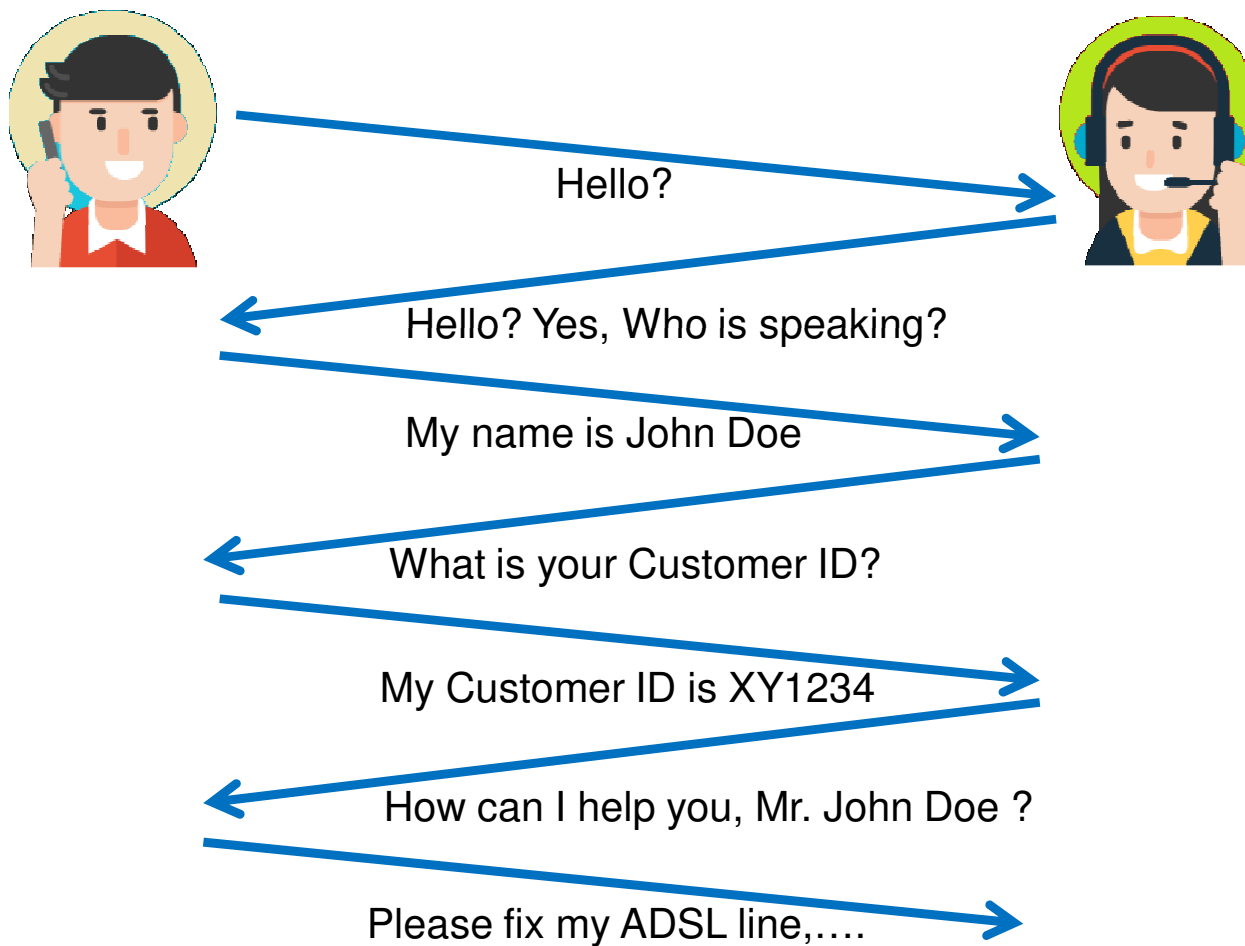 Hello?
Hello? Yes, Who is speaking?
My name is John Doe
What is your Customer ID?
My Customer ID is XY1234
How can I help you, Mr. John Doe ?
Please fix my ADSL line,....